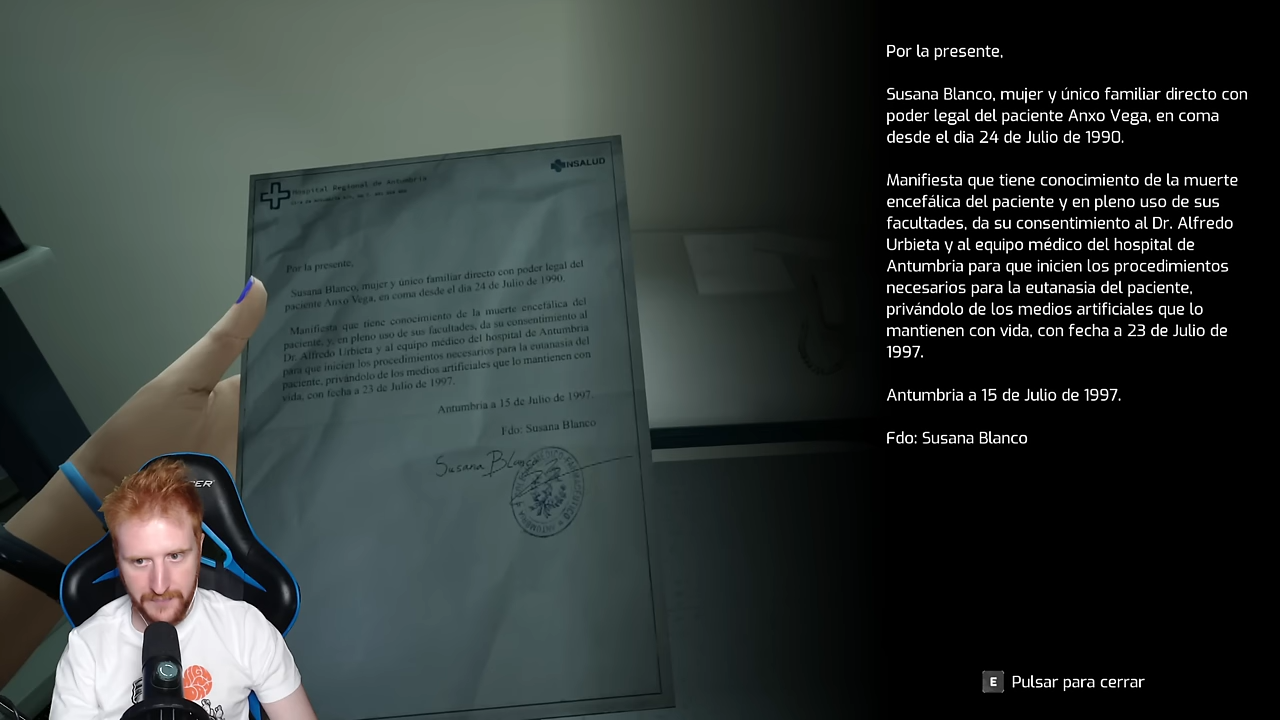 Hospital Regional de Antumbria
INSALUD
Por la presente,
Susana Blanco, mujer y único familiar directo con poder legal del
paciente Anxo Vega, en coma desde el dia 24 de Julio de 1990.
Manifiesta que tiene conocimiento de la muerte encefálica del
paciente, y, en pleno uso de sus facultades, da su consentimiento al
Dr. Alfredo Urbieta y al equipo médico del hospital de Antumbria
para que inicien los procedimientos necesarios para la eutanasia del
paciente, privándolo de los medios artificiales que lo mantienen con
vida, con fecha a 23 de Julio de 1997.
Antumbria a 15 de Julio de 1997.
Fdo: Susana Blanco
Susana Blanco
Por la presente,
Susana Blanco, mujer y único familiar directo con
poder legal del paciente Anxo Vega, en coma
desde el dia 24 de Julio de 1990.
Manifiesta que tiene conocimiento de la muerte
encefálica del paciente y en pleno uso de sus
facultades, da su consentimiento al Dr. Alfredo
Urbieta y al equipo médico del hospital de
Antumbria para que inicien los procedimientos
necesarios para la eutanasia del paciente,
privándolo de los medios artificiales que lo
mantienen con vida, con fecha a 23 de Julio de
1997.
Antumbria a 15 de Julio de 1997.
Fdo: Susana Blanco
E Pulsar para cerrar